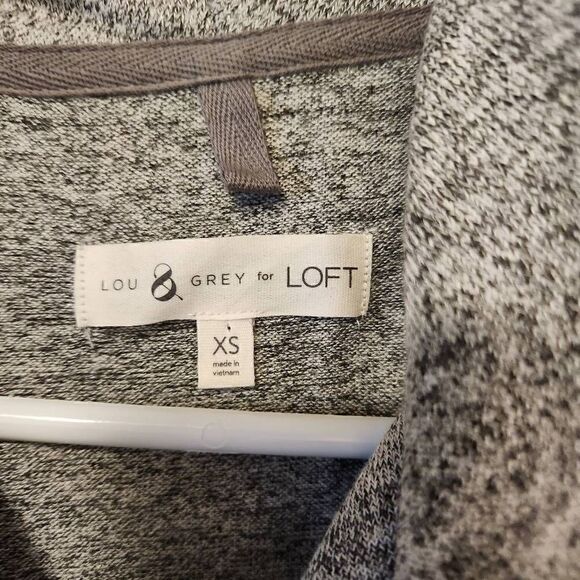 LOU & GREY for LOFT
XS
made in
vietnam